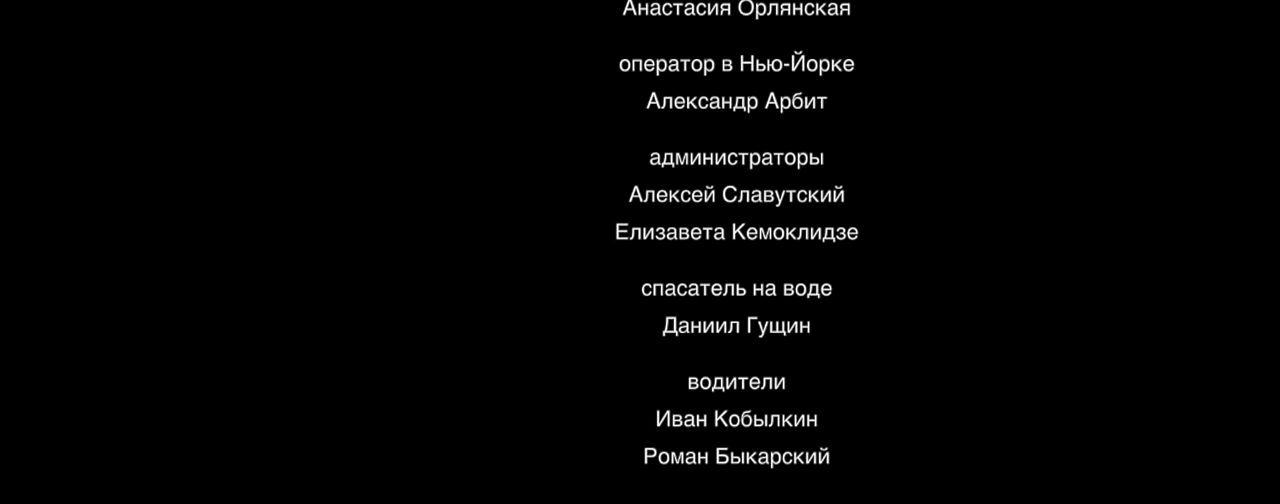 Анастасия Орлянская
оператор в Нью-Йорке
Александр Арбит
администраторы
Алексей Славутский
Елизавета Кемоклидзе
спасатель на воде
Даниил Гущин
водители
Иван Кобылкин
Роман Быкарский